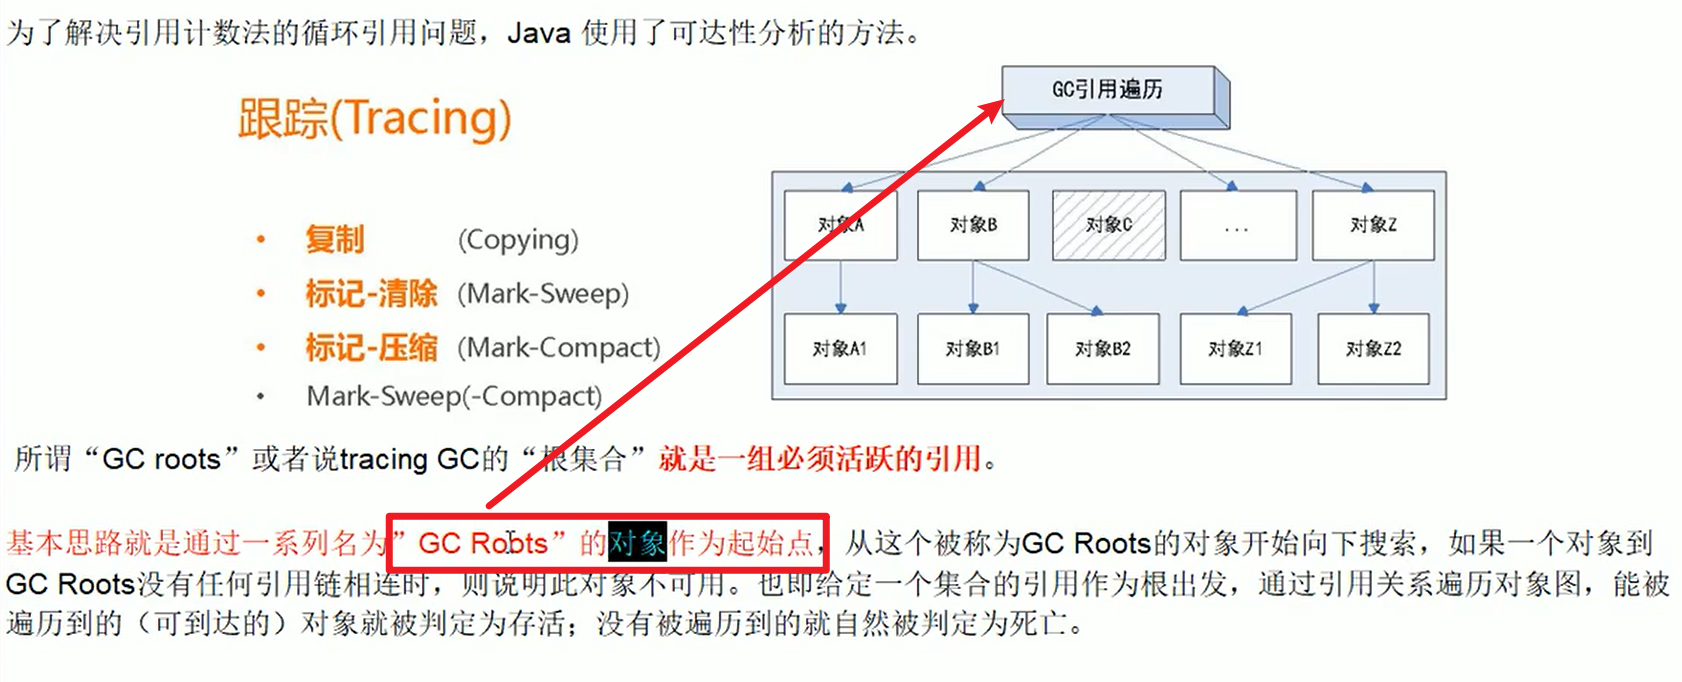 为了解决引用计数法的循环引用问题，Java 使用了可达性分析的方法。
GC引用遍历
跟踪(Tracing)
对象A
对象B
对象C
...
对象Z
• 复制 (Copying)
• 标记-清除 (Mark-Sweep)
• 标记-压缩 (Mark-Compact)
• Mark-Sweep(-Compact)
对象A1
对象B1
对象B2
对象Z1
对象Z2
所谓“GC roots”或者说tracing GC的“根集合”就是一组必须活跃的引用。
基本思路就是通过一系列名为”GC Roots”的对象作为起始点，从这个被称为GC Roots的对象开始向下搜索，如果一个对象到
GC Roots没有任何引用链相连时，则说明此对象不可用。也即给定一个集合的引用作为根出发，通过引用关系遍历对象图，能被
遍历到的（可到达的）对象就被判定为存活；没有被遍历到的就自然被判定为死亡。